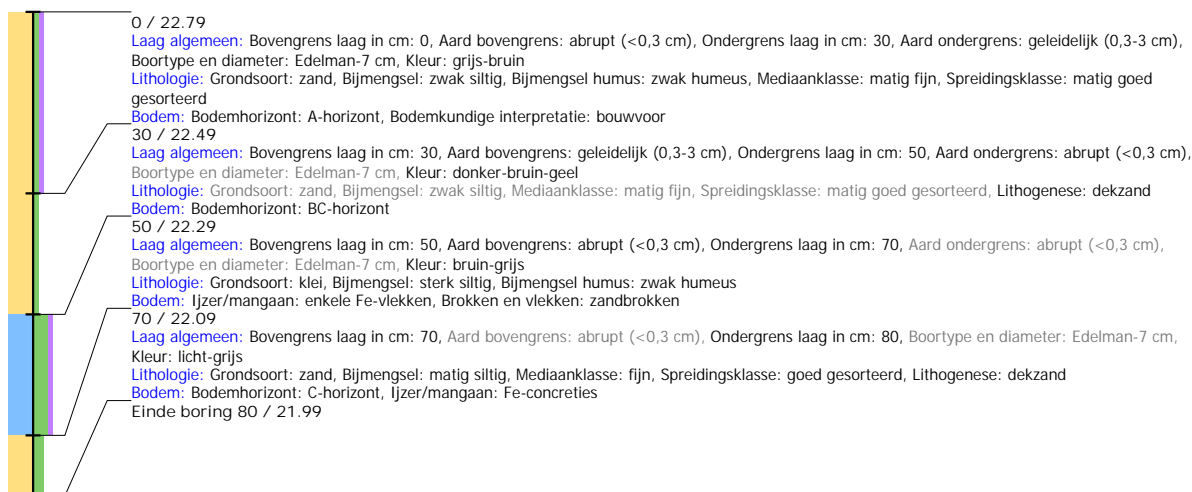 0 / 22.79
Laag algemeen: Bovengrens laag in cm: 0, Aard bovengrens: abrupt (<0,3 cm), Ondergrens laag in cm: 30, Aard ondergrens: geleidelijk (0,3-3 cm),
Boortype en diameter: Edelman-7 cm, Kleur: grijs-bruin
Lithologie: Grondsoort: zand, Bijmengsel: zwak siltig, Bijmengsel humus: zwak humeus, Mediaanklasse: matig fijn, Spreidingsklasse: matig goed
gesorteerd
Bodem: Bodemhorizont: A-horizont, Bodemkundige interpretatie: bouwvoor
30 / 22.49
Laag algemeen: Bovengrens laag in cm: 30, Aard bovengrens: geleidelijk (0,3-3 cm), Ondergrens laag in cm: 50, Aard ondergrens: abrupt (<0,3 cm),
Boortype en diameter: Edelman-7 cm, Kleur: donker-bruin-geel
Lithologie: Grondsoort: zand, Bijmengsel: zwak siltig, Mediaanklasse: matig fijn, Spreidingsklasse: matig goed gesorteerd, Lithogenese: dekzand
Bodem: Bodemhorizont: BC-horizont
50 / 22.29
Laag algemeen: Bovengrens laag in cm: 50, Aard bovengrens: abrupt (<0,3 cm), Ondergrens laag in cm: 70, Aard ondergrens: abrupt (<0,3 cm),
Boortype en diameter: Edelman-7 cm, Kleur: bruin-grijs
Lithologie: Grondsoort: klei, Bijmengsel: sterk siltig, Bijmengsel humus: zwak humeus
Bodem: Ijzer/mangaan: enkele Fe-vlekken, Brokken en vlekken: zandbrokken
70 / 22.09
Laag algemeen: Bovengrens laag in cm: 70, Aard bovengrens: abrupt (<0,3 cm), Ondergrens laag in cm: 80, Boortype en diameter: Edelman-7 cm,
Kleur: licht-grijs
Lithologie: Grondsoort: zand, Bijmengsel: matig siltig, Mediaanklasse: fijn, Spreidingsklasse: goed gesorteerd, Lithogenese: dekzand
Bodem: Bodemhorizont: C-horizont, Ijzer/mangaan: Fe-concreties
Einde boring 80 / 21.99